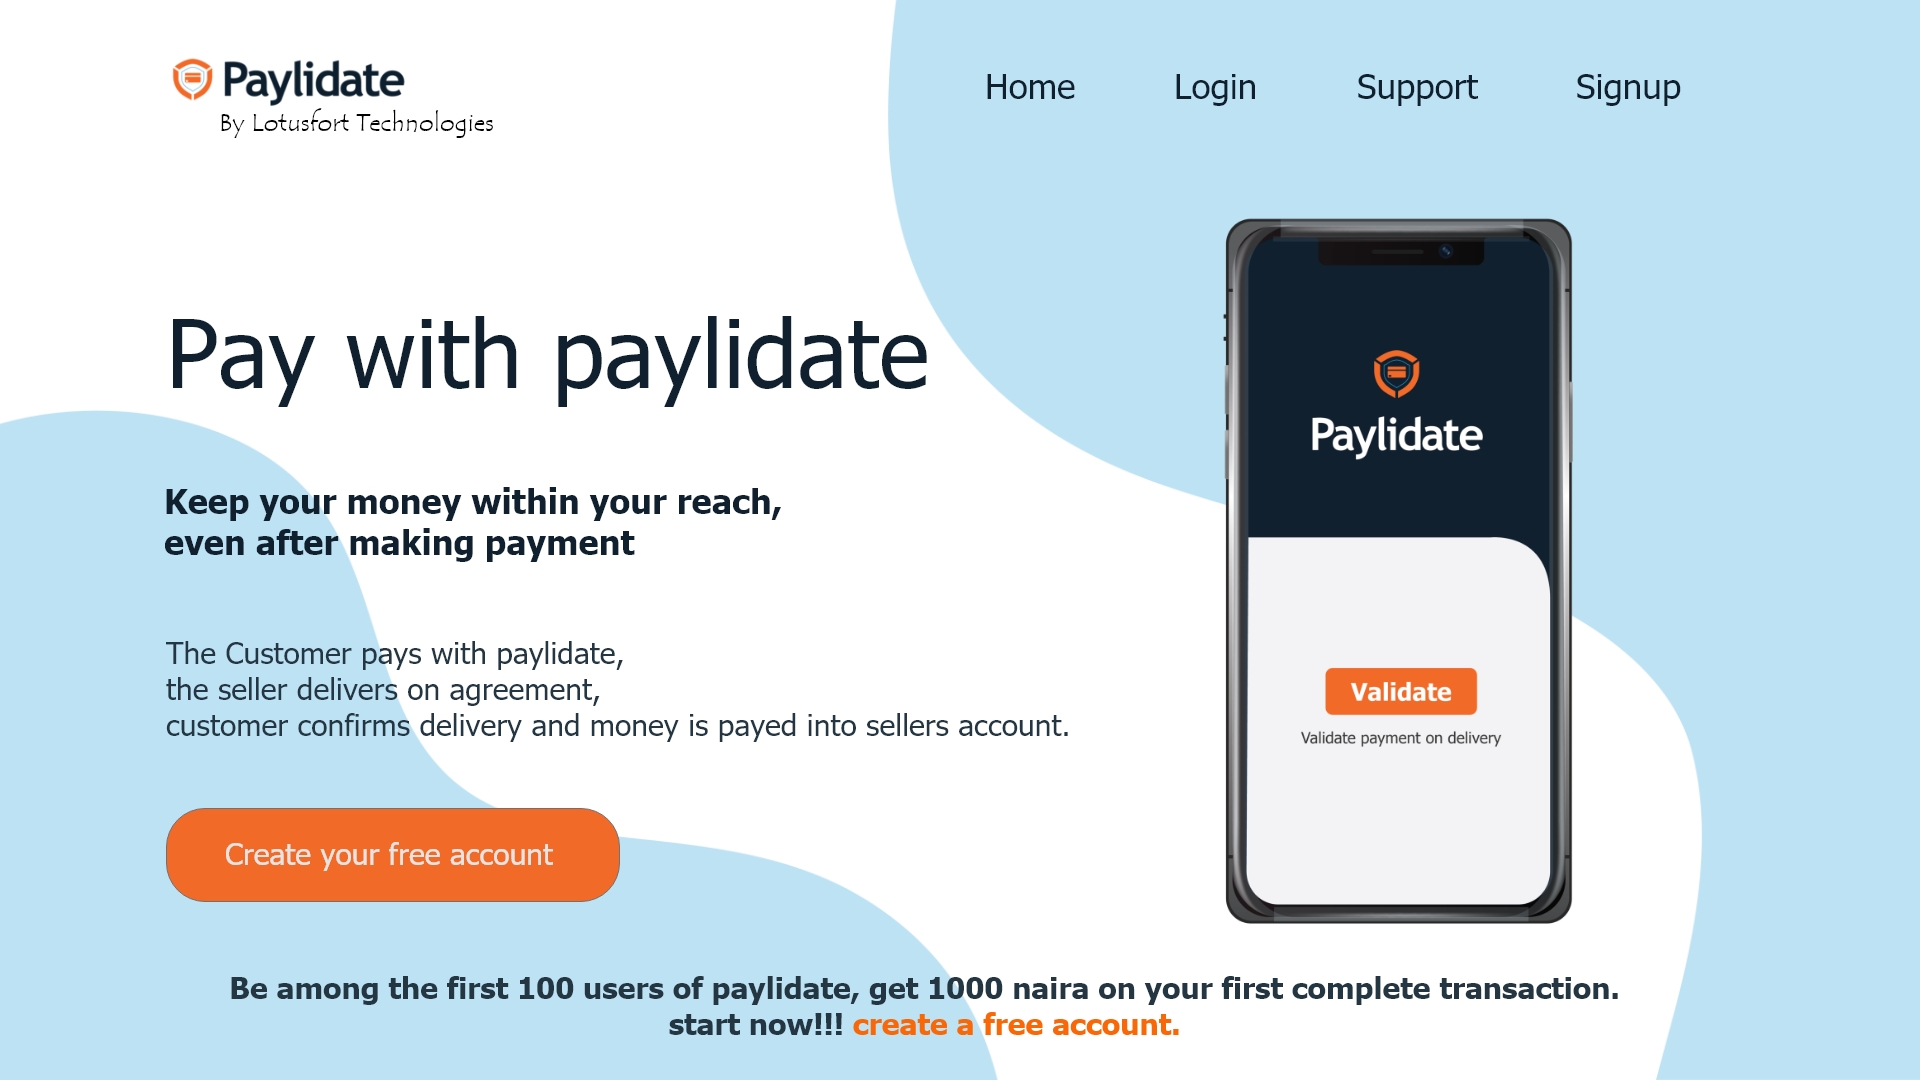 Paylidate
By Lotusfort Technologies
Home Login Support Signup
Pay with paylidate
Keep your money within your reach,
even after making payment
The Customer pays with paylidate,
the seller delivers on agreement,
customer confirms delivery and money is payed into sellers account.
Create your free account
Paylidate
Validate
Validate payment on delivery
Be among the first 100 users of paylidate, get 1000 naira on your first complete transaction.
start now!!! create a free account.